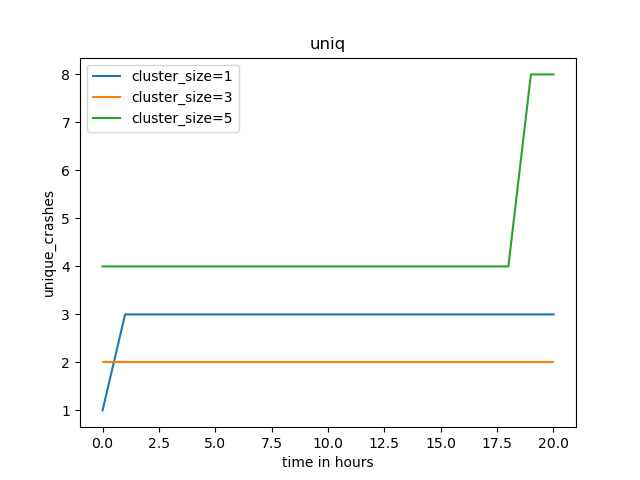 uniq
cluster_size=1
cluster_size=3
cluster_size=5
unique_crashes
8
7
6
5
4
3
2
1
0.0 2.5 5.0 7.5 10.0 12.5 15.0 17.5 20.0
time in hours